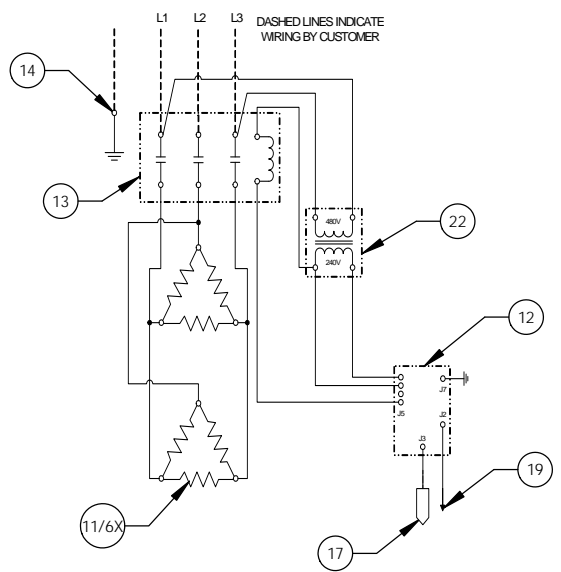 L1 L2 L3 DASHED LINES INDICATE
WIRING BY CUSTOMER
14
13
480V
22
240V
12
J7
J5
J2
J3
19
11/6X
17